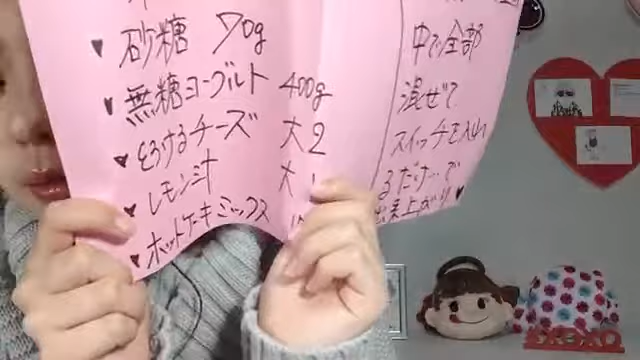 ♥ 砂糖 70g
♥ 無糖ヨーグルト 400g
♥ とろけるチーズ 大2
♥ レモン汁 大1
♥ ホットケーキミックス
中で全部
混ぜて
スイッチを入れ
るだけ…で
出来上がり♥
XOXO